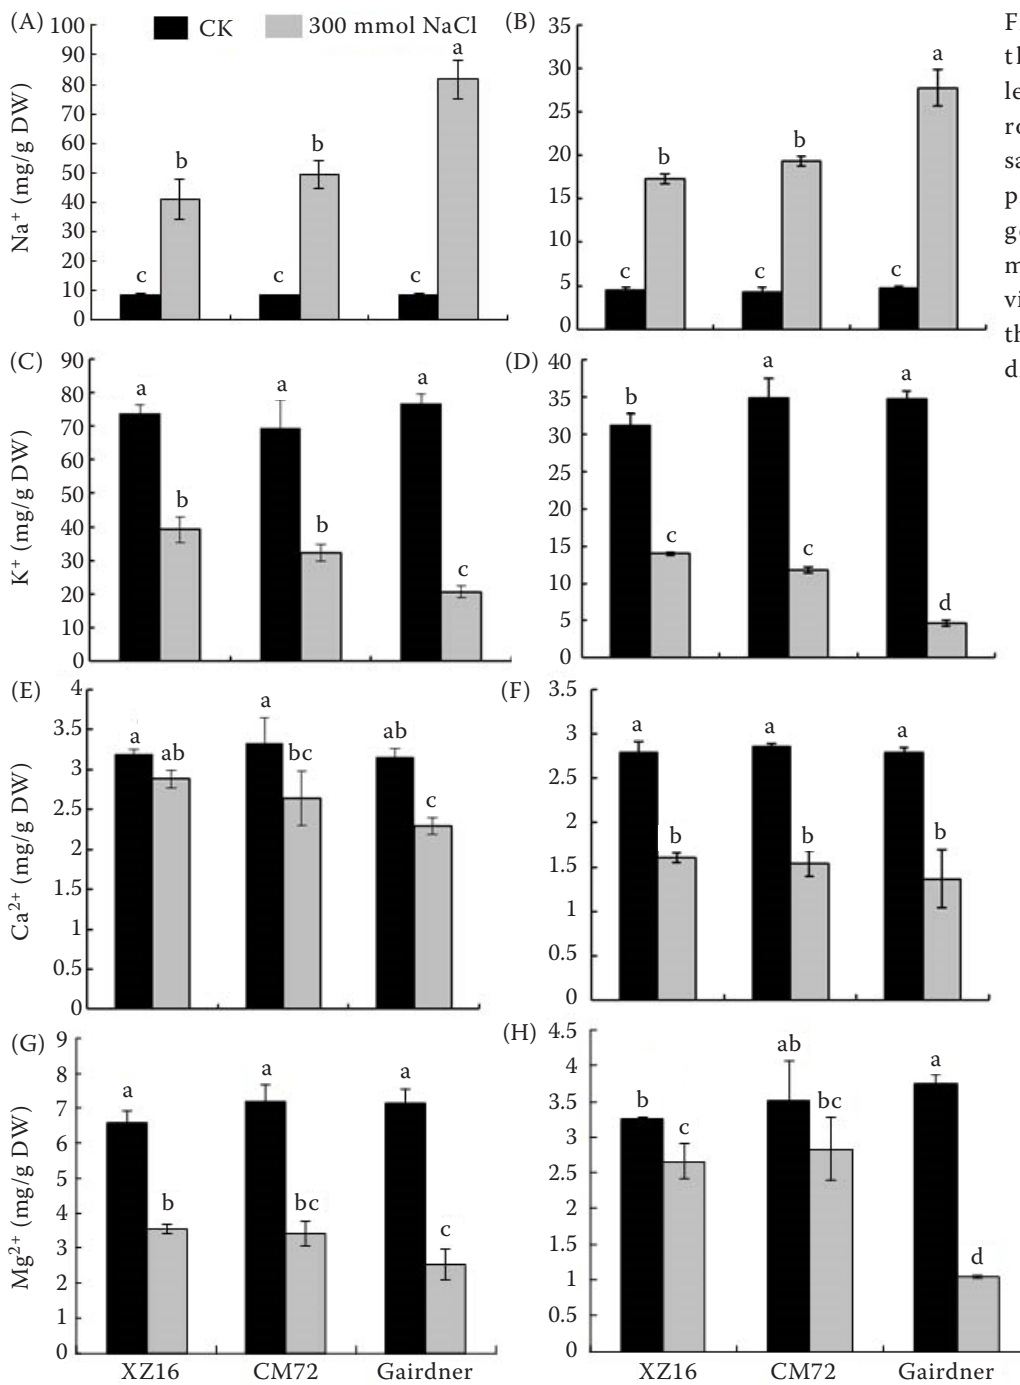 (A)
CK
300 mmol NaCl
Na⁺ (mg/g DW)
100
90
80
70
60
50
40
30
20
10
0
c
b
c
b
c
a
(B)
35
30
25
20
15
10
5
0
c
b
c
b
c
a
(C)
K⁺ (mg/g DW)
90
80
70
60
50
40
30
20
10
0
a
b
a
b
a
c
(D)
40
35
30
25
20
15
10
5
0
b
c
a
c
a
d
(E)
Ca²⁺ (mg/g DW)
4
3.5
3
2.5
2
1.5
1
0.5
0
a
ab
a
bc
ab
c
(F)
3.5
3
2.5
2
1.5
1
0.5
0
a
b
a
b
a
b
(G)
Mg²⁺ (mg/g DW)
9
8
7
6
5
4
3
2
1
0
a
b
a
bc
a
c
XZ16
CM72
Gairdner
(H)
4.5
4
3.5
3
2.5
2
1.5
1
0.5
0
b
c
ab
bc
a
d
XZ16
CM72
Gairdner
F
th
le
ro
sa
p
g
m
vi
th
d